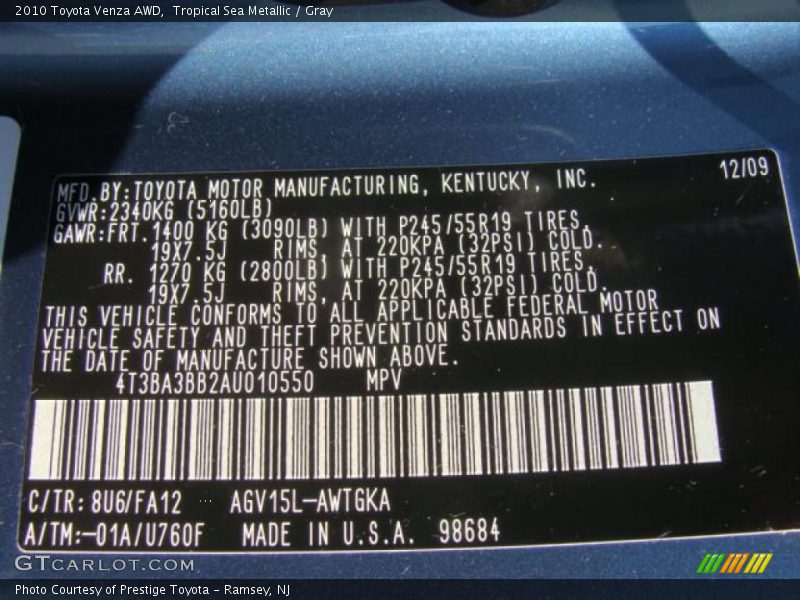 2010 Toyota Venza AWD,  Tropical Sea Metallic / Gray
12/09
MFD.BY:TOYOTA MOTOR MANUFACTURING, KENTUCKY, INC.
GVWR:2340KG (5160LB)
GAWR:FRT.1400 KG (3090LB) WITH P245/55R19 TIRES,
19X7.5J RIMS, AT 220KPA (32PSI) COLD.
RR. 1270 KG (2800LB) WITH P245/55R19 TIRES,
19X7.5J RIMS, AT 220KPA (32PSI) COLD.
THIS VEHICLE CONFORMS TO ALL APPLICABLE FEDERAL MOTOR
VEHICLE SAFETY AND THEFT PREVENTION STANDARDS IN EFFECT ON
THE DATE OF MANUFACTURE SHOWN ABOVE.
4T3BA3BB2AU010550 MPV
C/TR: 8U6/FA12 AGV15L-AWTGKA
A/TM:-01A/U760F MADE IN U.S.A. 98684
GTCARLOT.COM
Photo Courtesy of Prestige Toyota - Ramsey, NJ